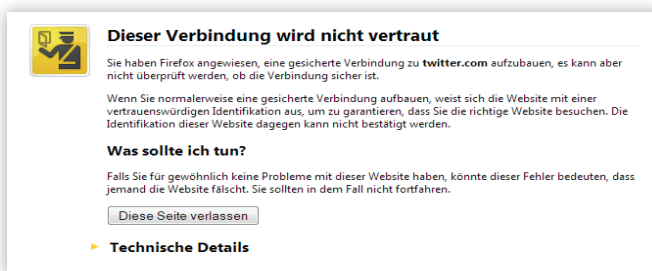 Dieser Verbindung wird nicht vertraut
Sie haben Firefox angewiesen, eine gesicherte Verbindung zu twitter.com aufzubauen, es kann aber
nicht überprüft werden, ob die Verbindung sicher ist.
Wenn Sie normalerweise eine gesicherte Verbindung aufbauen, weist sich die Website mit einer
vertrauenswürdigen Identifikation aus, um zu garantieren, dass Sie die richtige Website besuchen. Die
Identifikation dieser Website dagegen kann nicht bestätigt werden.
Was sollte ich tun?
Falls Sie für gewöhnlich keine Probleme mit dieser Website haben, könnte dieser Fehler bedeuten, dass
jemand die Website fälscht. Sie sollten in dem Fall nicht fortfahren.
Diese Seite verlassen
Technische Details